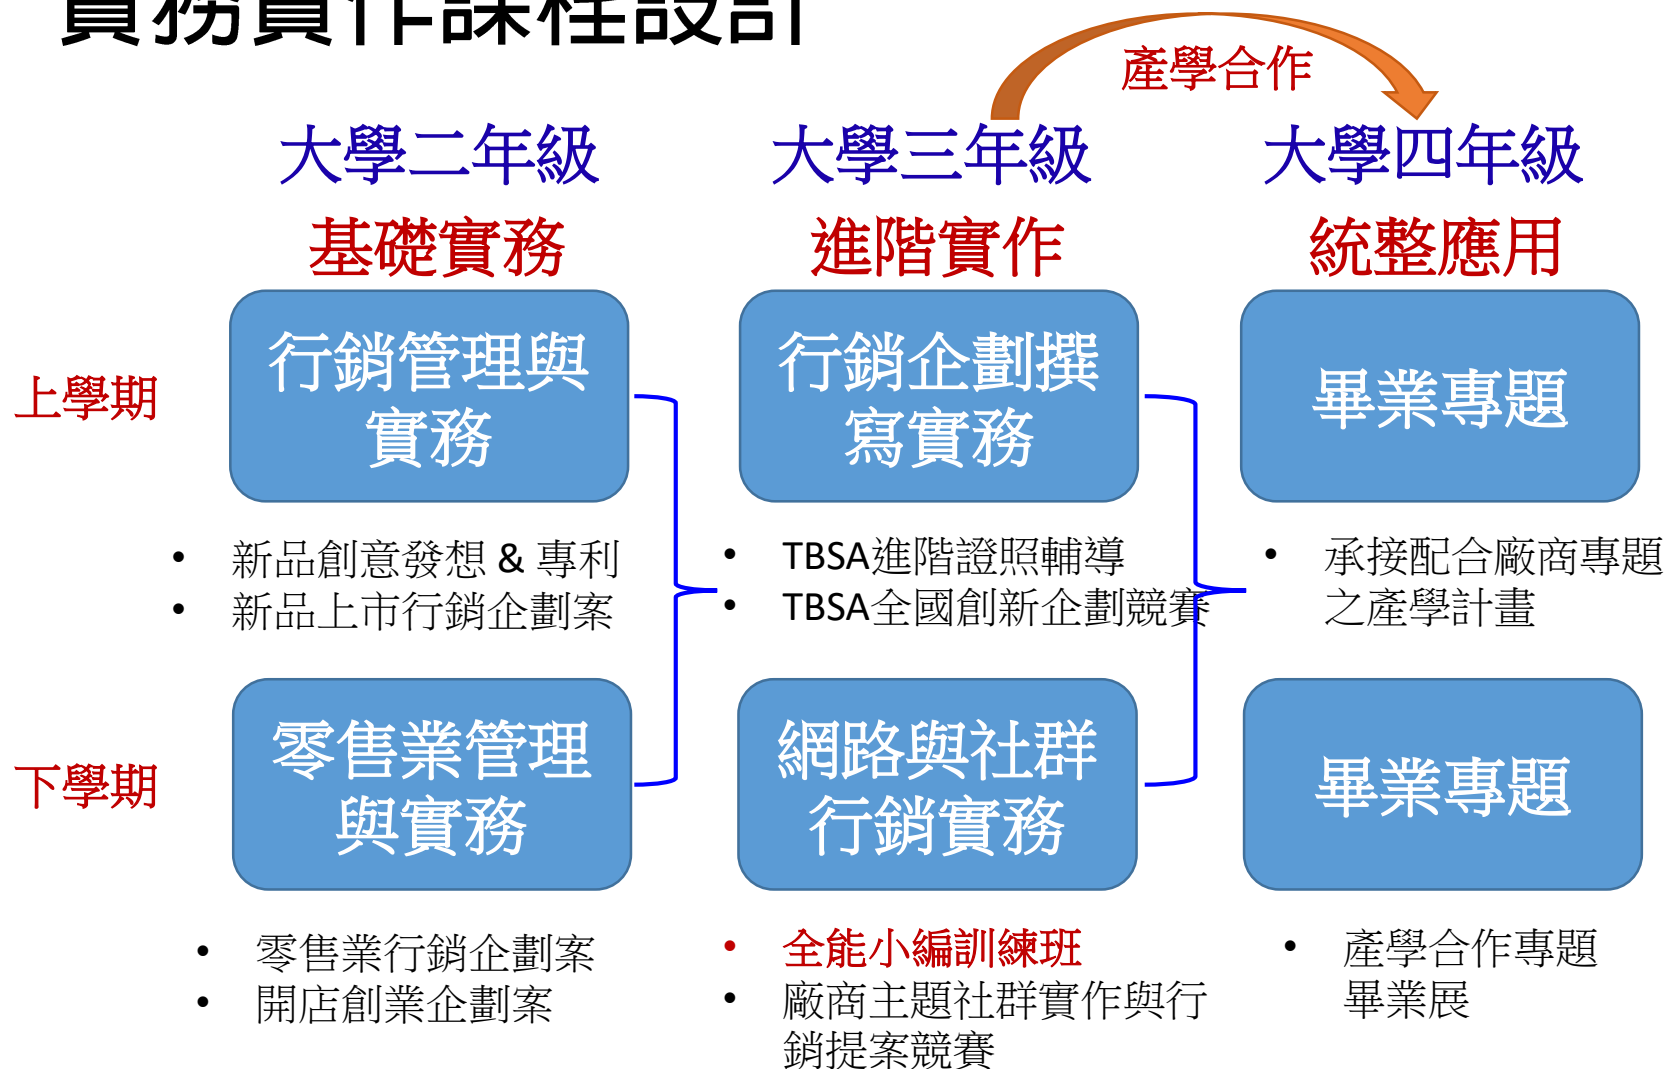 實務實作課程設計
產學合作
大學二年級
大學三年級
大學四年級
基礎實務
進階實作
統整應用
上學期
行銷管理與
實務
行銷企劃撰
寫實務
畢業專題
• 新品創意發想 & 專利
• 新品上市行銷企劃案
• TBSA進階證照輔導
• TBSA全國創新企劃競賽
• 承接配合廠商專題
之產學計畫
下學期
零售業管理
與實務
網路與社群
行銷實務
畢業專題
• 零售業行銷企劃案
• 開店創業企劃案
• 全能小編訓練班
• 廠商主題社群實作與行
銷提案競賽
• 產學合作專題
畢業展